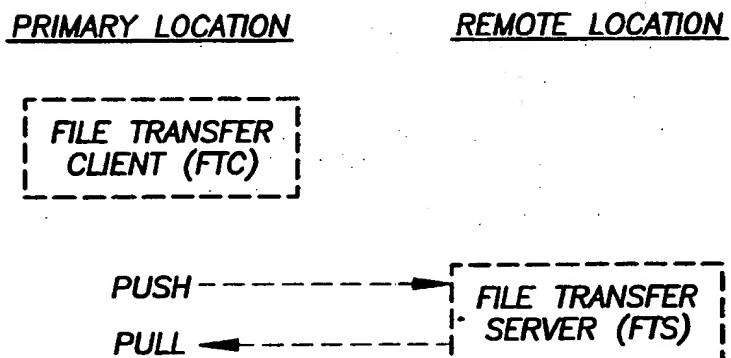 PRIMARY LOCATION
REMOTE LOCATION
FILE TRANSFER
CLIENT (FTC)
PUSH
PULL
FILE TRANSFER
SERVER (FTS)